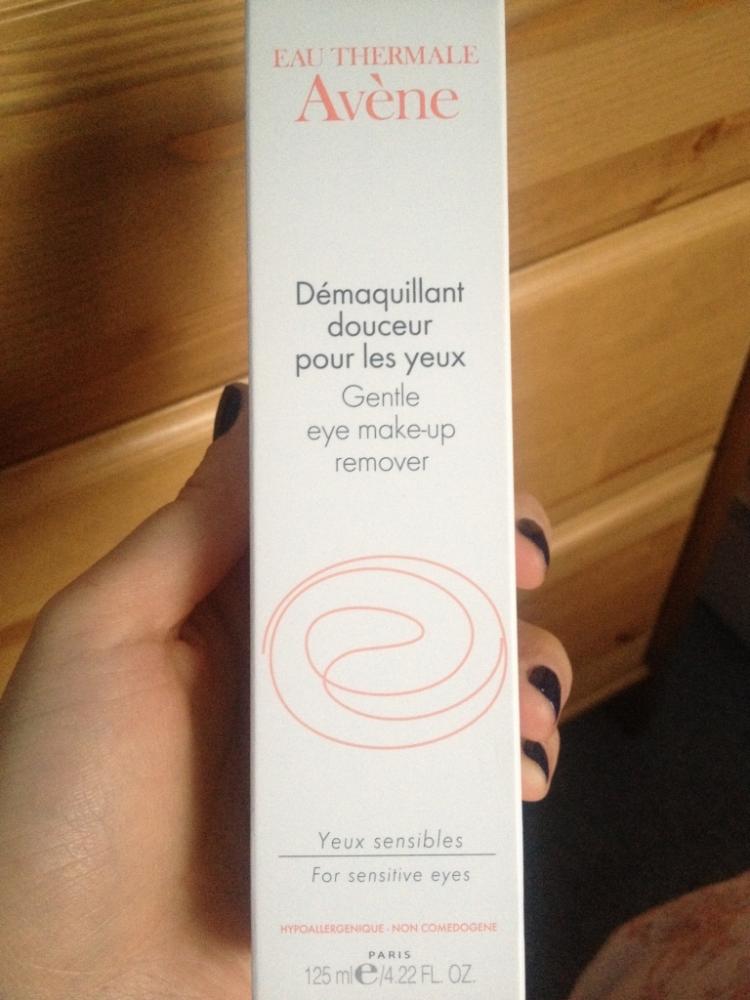 EAU THERMALE
Avène
Démaquillant
douceur
pour les yeux
Gentle
eye make-up
remover
Yeux sensibles
For sensitive eyes
HYPOALLERGENIQUE - NON COMEDOGENE
PARIS
125 ml e/4.22 FL. OZ.